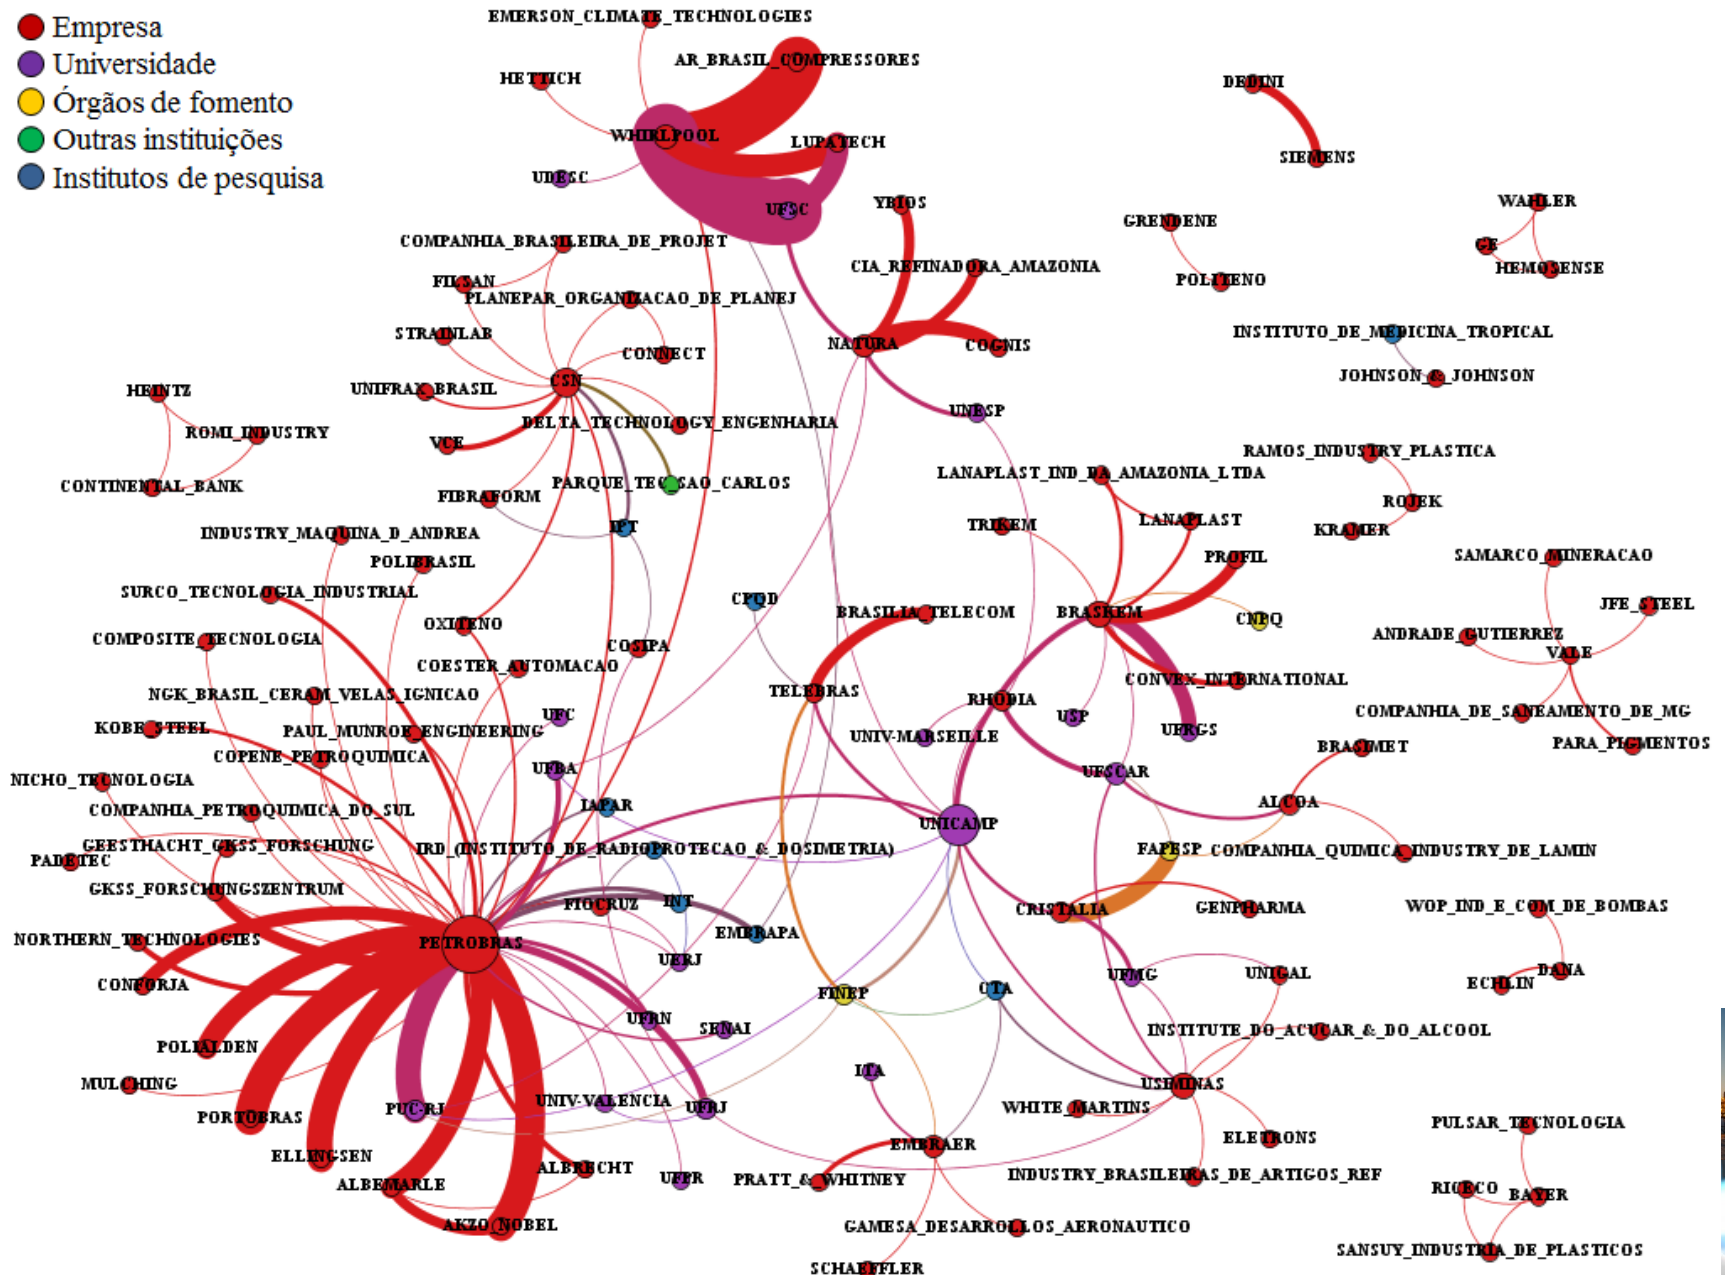 Empresa
Universidade
Órgãos de fomento
Outras instituições
Institutos de pesquisa
EMERSON_CLIMATE_TECHNOLOGIES
AR_BRASIL_COMPRESSORES
HETTICH
DEDINI
WHIRLPOOL
LUPATECH
SIEMENS
UDESC
UFSC
YBIOS
WAHLER
GRENDENE
COMPANHIA_BRASILEIRA_DE_PROJET
GE
CIA_REFINADORA_AMAZONIA
HEMOSENSE
FILSAN
POLITENO
PLANEPAR_ORGANIZACAO_DE_PLANEJ
STRAINLAB
INSTITUTO_DE_MEDICINA_TROPICAL
NATURA
COGNIS
CONNECT
JOHNSON_&_JOHNSON
CSN
HEINTZ
UNIFRAX_BRASIL
UNESP
DELTA_TECHNOLOGY_ENGENHARIA
ROMI_INDUSTRY
VCE
RAMOS_INDUSTRY_PLASTICA
LANAPLAST_IND_DA_AMAZONIA_LTDA
PARQUE_TEC_SAO_CARLOS
CONTINENTAL_BANK
FIBRAFORM
ROJEK
IPT
TRIKEM
LANAPLAST
KRAMER
INDUSTRY_MAQUINA_D_ANDREA
PROFIL
SAMARCO_MINERACAO
POLIBRASIL
SURCO_TECNOLOGIA_INDUSTRIAL
CPQD
BRASILIA_TELECOM
BRASKEM
CNPQ
JFE_STEEL
OXITENO
COMPOSITE_TECNOLOGIA
ANDRADE_GUTIERREZ
COSIPA
VALE
COESTER_AUTOMACAO
CONVEX_INTERNATIONAL
NGK_BRASIL_CERAM_VELAS_IGNICAO
TELEBRAS
RHODIA
COMPANHIA_DE_SANEAMENTO_DE_MG
UFC
USP
KOBE_STEEL
PAUL_MUNROE_ENGINEERING
UNIV-MARSEILLE
UFRGS
BRASIMET
PARA_PIGMENTOS
COPENE_PETROQUIMICA
UFBA
UFSCAR
NICHO_TECNOLOGIA
IAPAR
ALCOA
COMPANHIA_PETROQUIMICA_DO_SUL
UNICAMP
GEESTHACHT_GKSS_FORSCHUNG
IRD_(INSTITUTO_DE_RADIOPROTECAO_&_DOSIMETRIA)
FAPESP
COMPANHIA_QUIMICA_INDUSTRY_DE_LAMIN
PADETEC
GKSS_FORSCHUNGSZENTRUM
FIOCRUZ
INT
CRISTALIA
GENPHARMA
WOP_IND_E_COM_DE_BOMBAS
NORTHERN_TECHNOLOGIES
PETROBRAS
EMBRAPA
UERJ
UFMG
UNIGAL
DANA
CONFORJA
ECHLIN
FINEP
CTA
UFRN
SENAI
INSTITUTE_DO_ACUCAR_&_DO_ALCOOL
POLIALDEN
ITA
MULCHING
USIMINAS
UNIV-VALENCIA
PUC-RJ
UFRJ
WHITE_MARTINS
PORTOBRAS
PULSAR_TECNOLOGIA
ELETRONS
EMBRAER
ELLINGSEN
ALBRECHT
INDUSTRY_BRASILEIRAS_DE_ARTIGOS_REF
UFPR
PRATT_&_WHITNEY
ALBEMARLE
RICECO
BAYER
AKZO_NOBEL
GAMESA_DESARROLLOS_AERONAUTICO
SANSUY_INDUSTRIA_DE_PLASTICOS
SCHAEFFLER